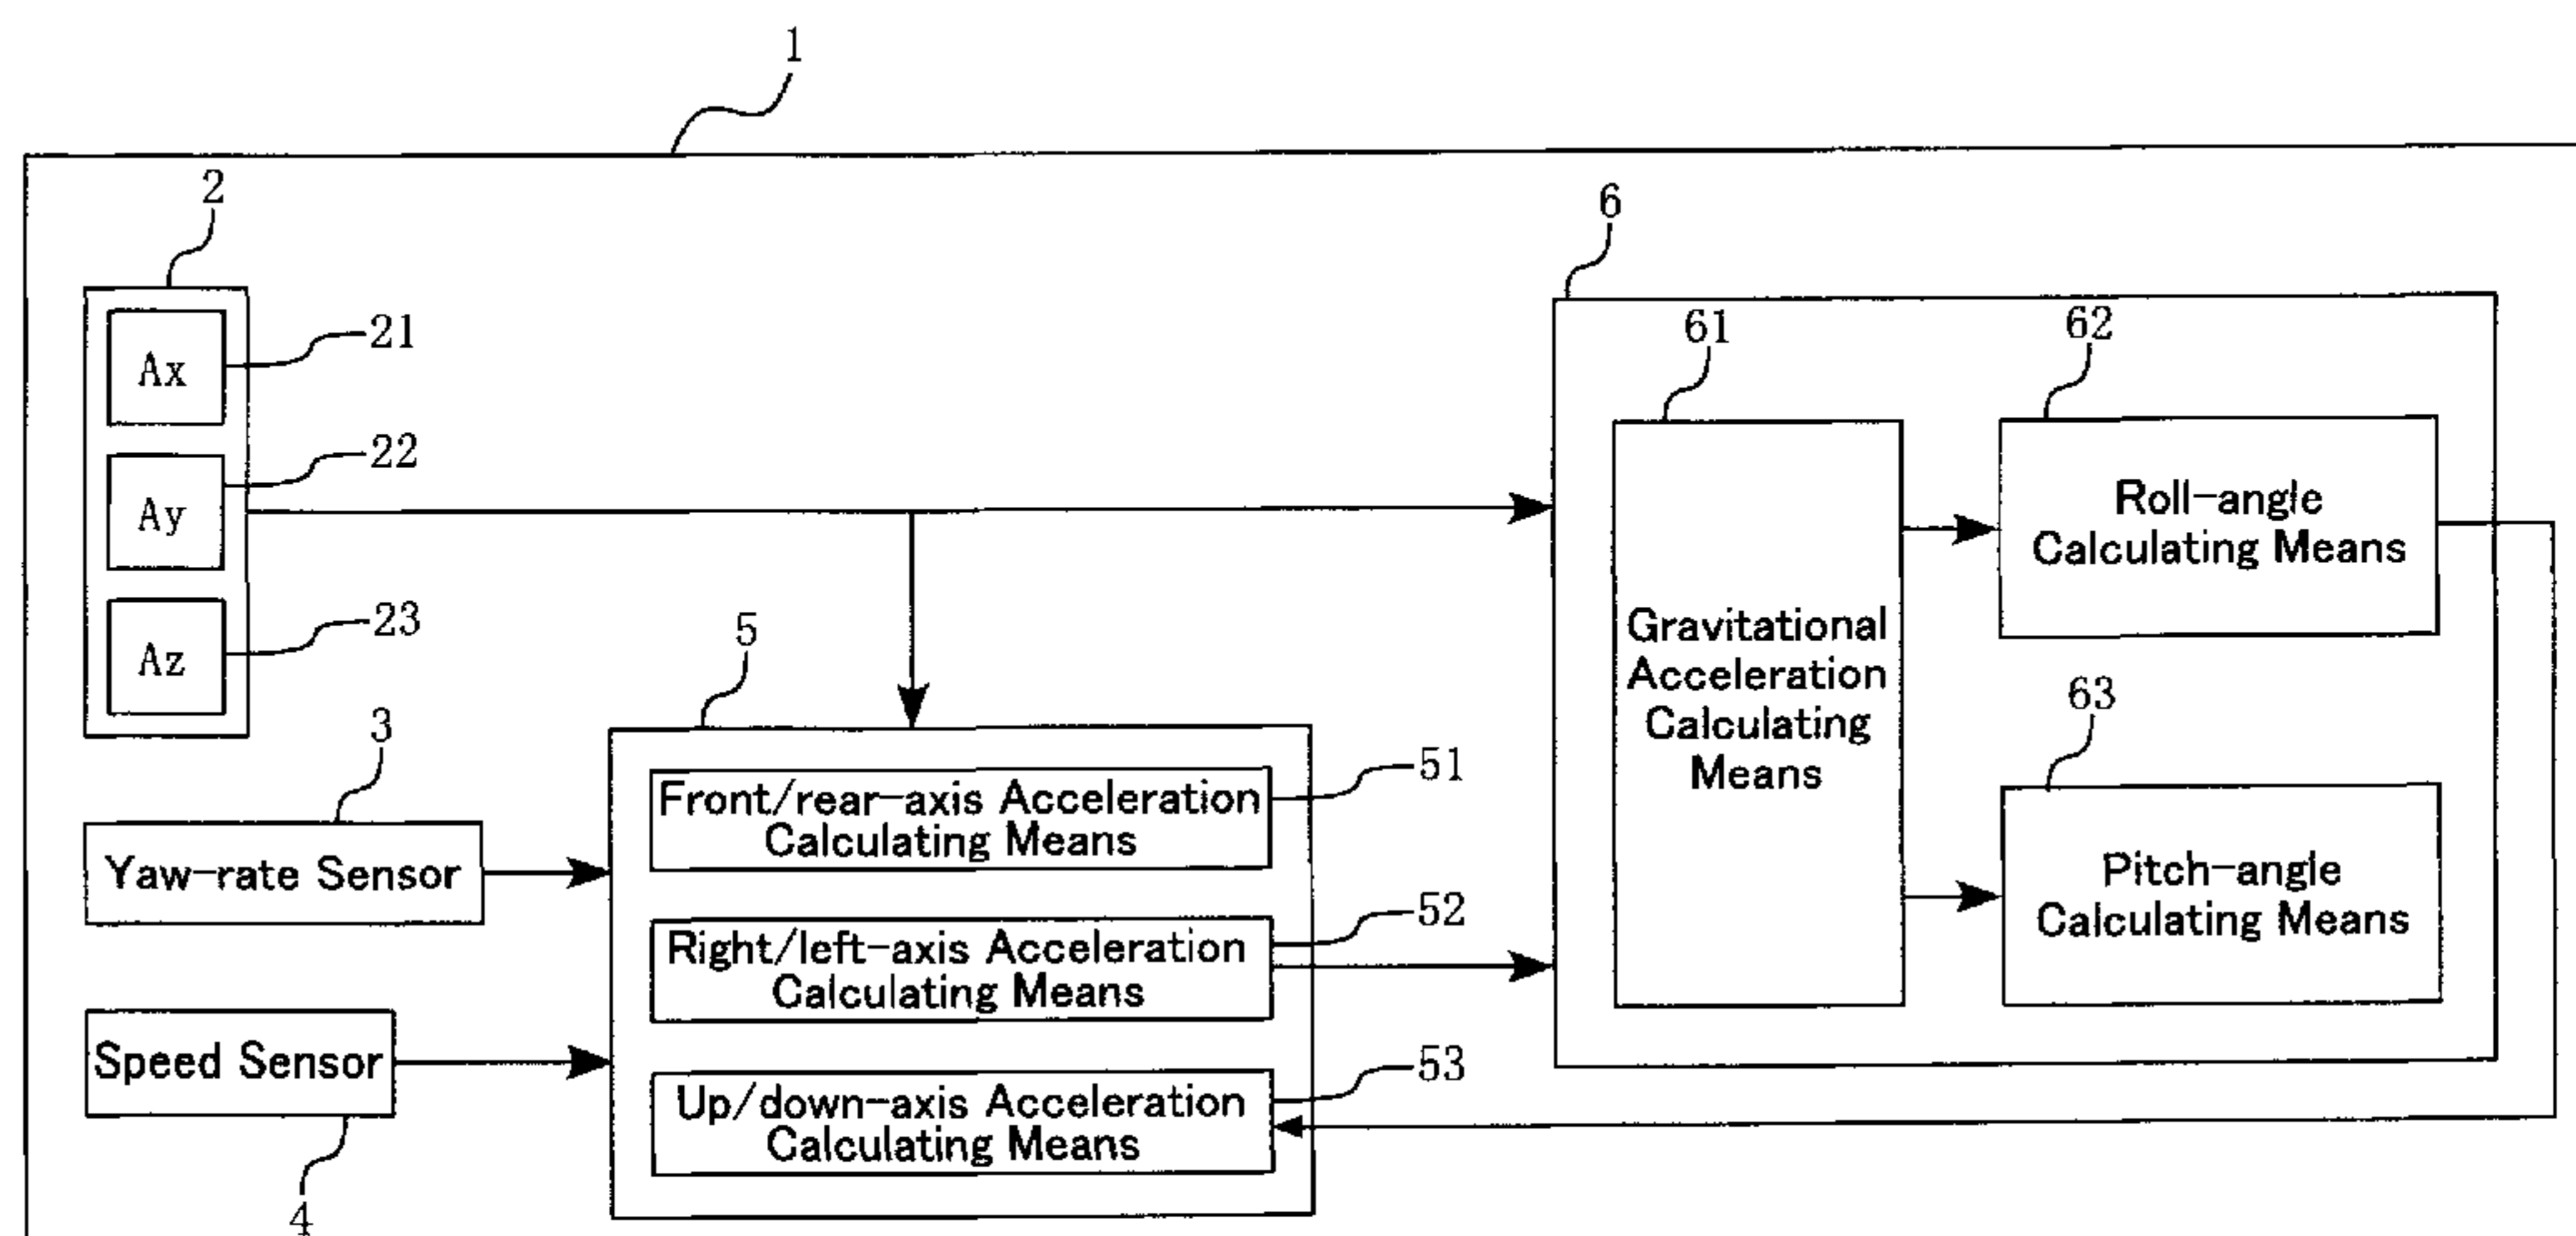 1
2
6
Ax
21
61
62
Ay
22
Roll-angle
Calculating Means
Az
23
Gravitational
Acceleration
Calculating
Means
5
63
3
Front/rear-axis Acceleration
Calculating Means
51
Yaw-rate Sensor
Pitch-angle
Calculating Means
Right/left-axis Acceleration
Calculating Means
52
Speed Sensor
4
Up/down-axis Acceleration
Calculating Means
53